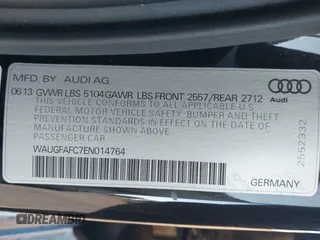 MFD BY AUDI AG
06 13 GVWR LBS 5104 GAWR LBS FRONT 2557/REAR 2712
THIS VEHICLE CONFORMS TO ALL APPLICABLE US
FEDERAL MOTOR VEHICLE SAFETY, BUMPER AND THEFT
PREVENTION STANDARDS IN EFFECT ON THE DATE OF
MANUFACTURE SHOWN ABOVE
PASSENGER CAR
WAUGFAFC7EN014764
GERMANY
Audi
2552332
DREAMBID